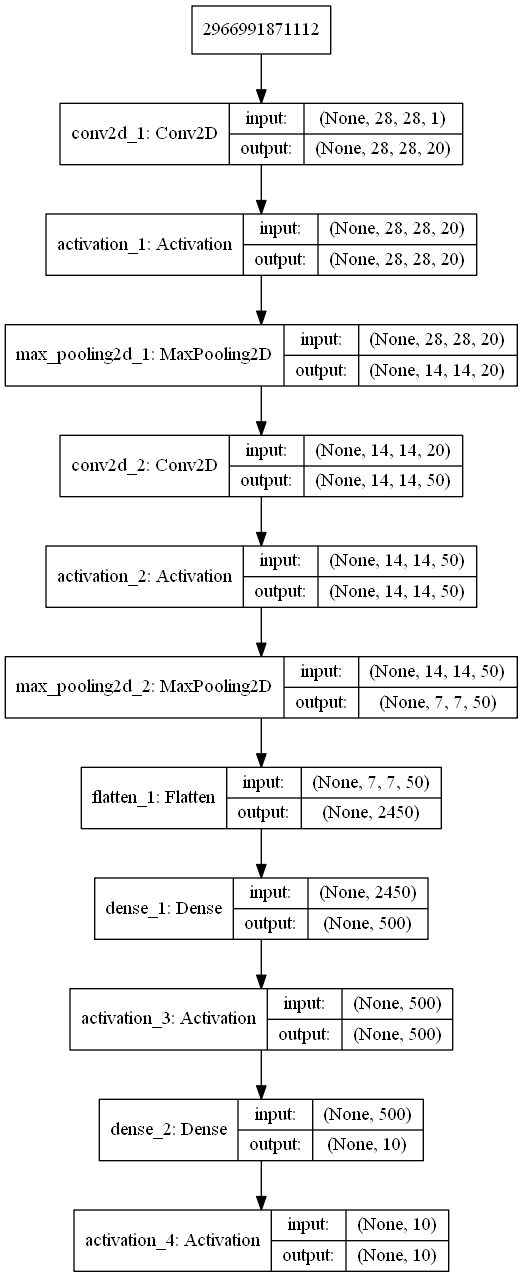 2966991871112
conv2d_1: Conv2D
input:
(None, 28, 28, 1)
output:
(None, 28, 28, 20)
activation_1: Activation
input:
(None, 28, 28, 20)
output:
(None, 28, 28, 20)
max_pooling2d_1: MaxPooling2D
input:
(None, 28, 28, 20)
output:
(None, 14, 14, 20)
conv2d_2: Conv2D
input:
(None, 14, 14, 20)
output:
(None, 14, 14, 50)
activation_2: Activation
input:
(None, 14, 14, 50)
output:
(None, 14, 14, 50)
max_pooling2d_2: MaxPooling2D
input:
(None, 14, 14, 50)
output:
(None, 7, 7, 50)
flatten_1: Flatten
input:
(None, 7, 7, 50)
output:
(None, 2450)
dense_1: Dense
input:
(None, 2450)
output:
(None, 500)
activation_3: Activation
input:
(None, 500)
output:
(None, 500)
dense_2: Dense
input:
(None, 500)
output:
(None, 10)
activation_4: Activation
input:
(None, 10)
output:
(None, 10)